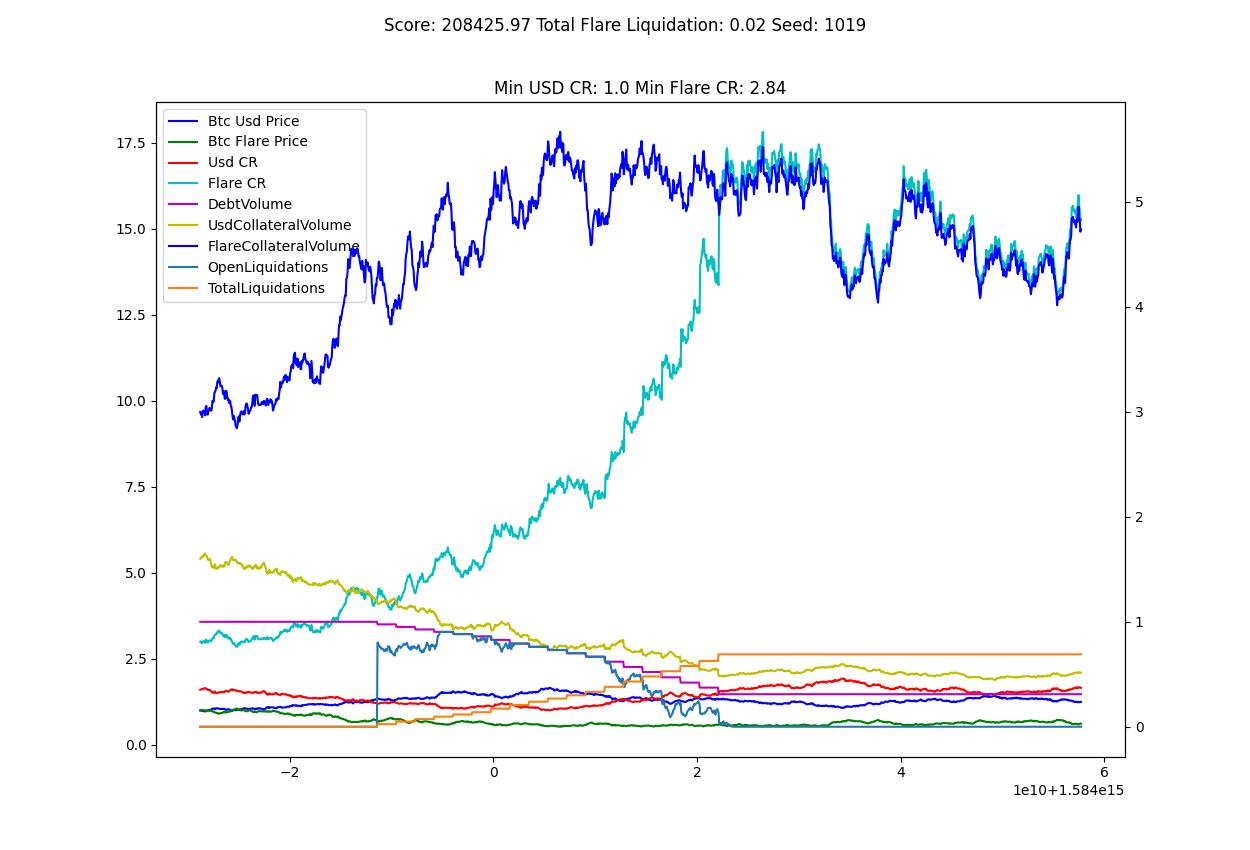 Score: 208425.97 Total Flare Liquidation: 0.02 Seed: 1019
Min USD CR: 1.0 Min Flare CR: 2.84
Btc Usd Price
Btc Flare Price
Usd CR
Flare CR
DebtVolume
UsdCollateralVolume
FlareCollateralVolume
OpenLiquidations
TotalLiquidations
17.5
15.0
12.5
10.0
7.5
5.0
2.5
0.0
5
4
3
2
1
0
−2
0
2
4
6
1e10+1.584e15